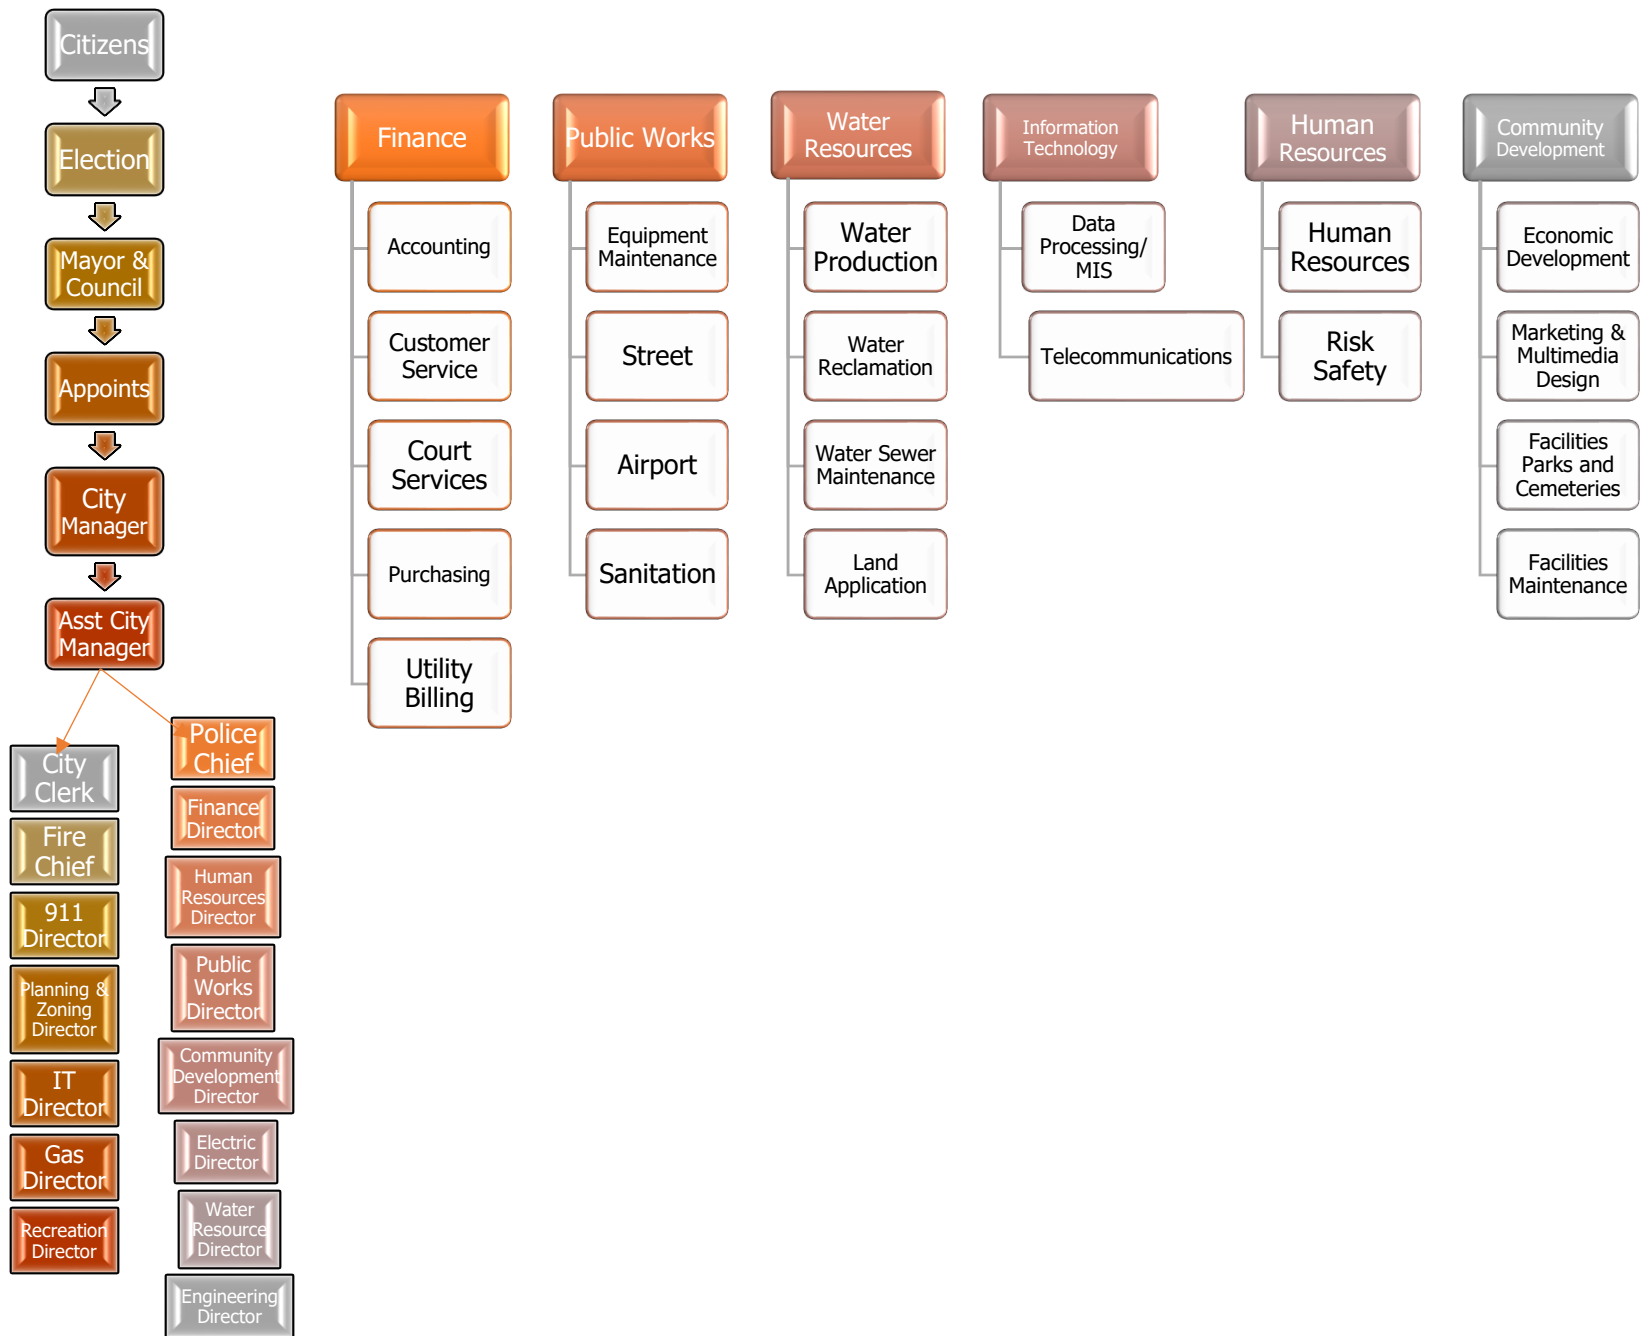 Citizens
Election
Mayor &
Council
Appoints
City
Manager
Asst City
Manager
City
Clerk
Fire
Chief
911
Director
Planning &
Zoning
Director
IT
Director
Gas
Director
Recreation
Director
Police
Chief
Finance
Director
Human
Resources
Director
Public
Works
Director
Community
Development
Director
Electric
Director
Water
Resource
Director
Engineering
Director
Finance
Accounting
Customer
Service
Court
Services
Purchasing
Utility
Billing
Public Works
Equipment
Maintenance
Street
Airport
Sanitation
Water
Resources
Water
Production
Water
Reclamation
Water Sewer
Maintenance
Land
Application
Information
Technology
Data
Processing/
MIS
Telecommunications
Human
Resources
Human
Resources
Risk
Safety
Community
Development
Economic
Development
Marketing &
Multimedia
Design
Facilities
Parks and
Cemeteries
Facilities
Maintenance